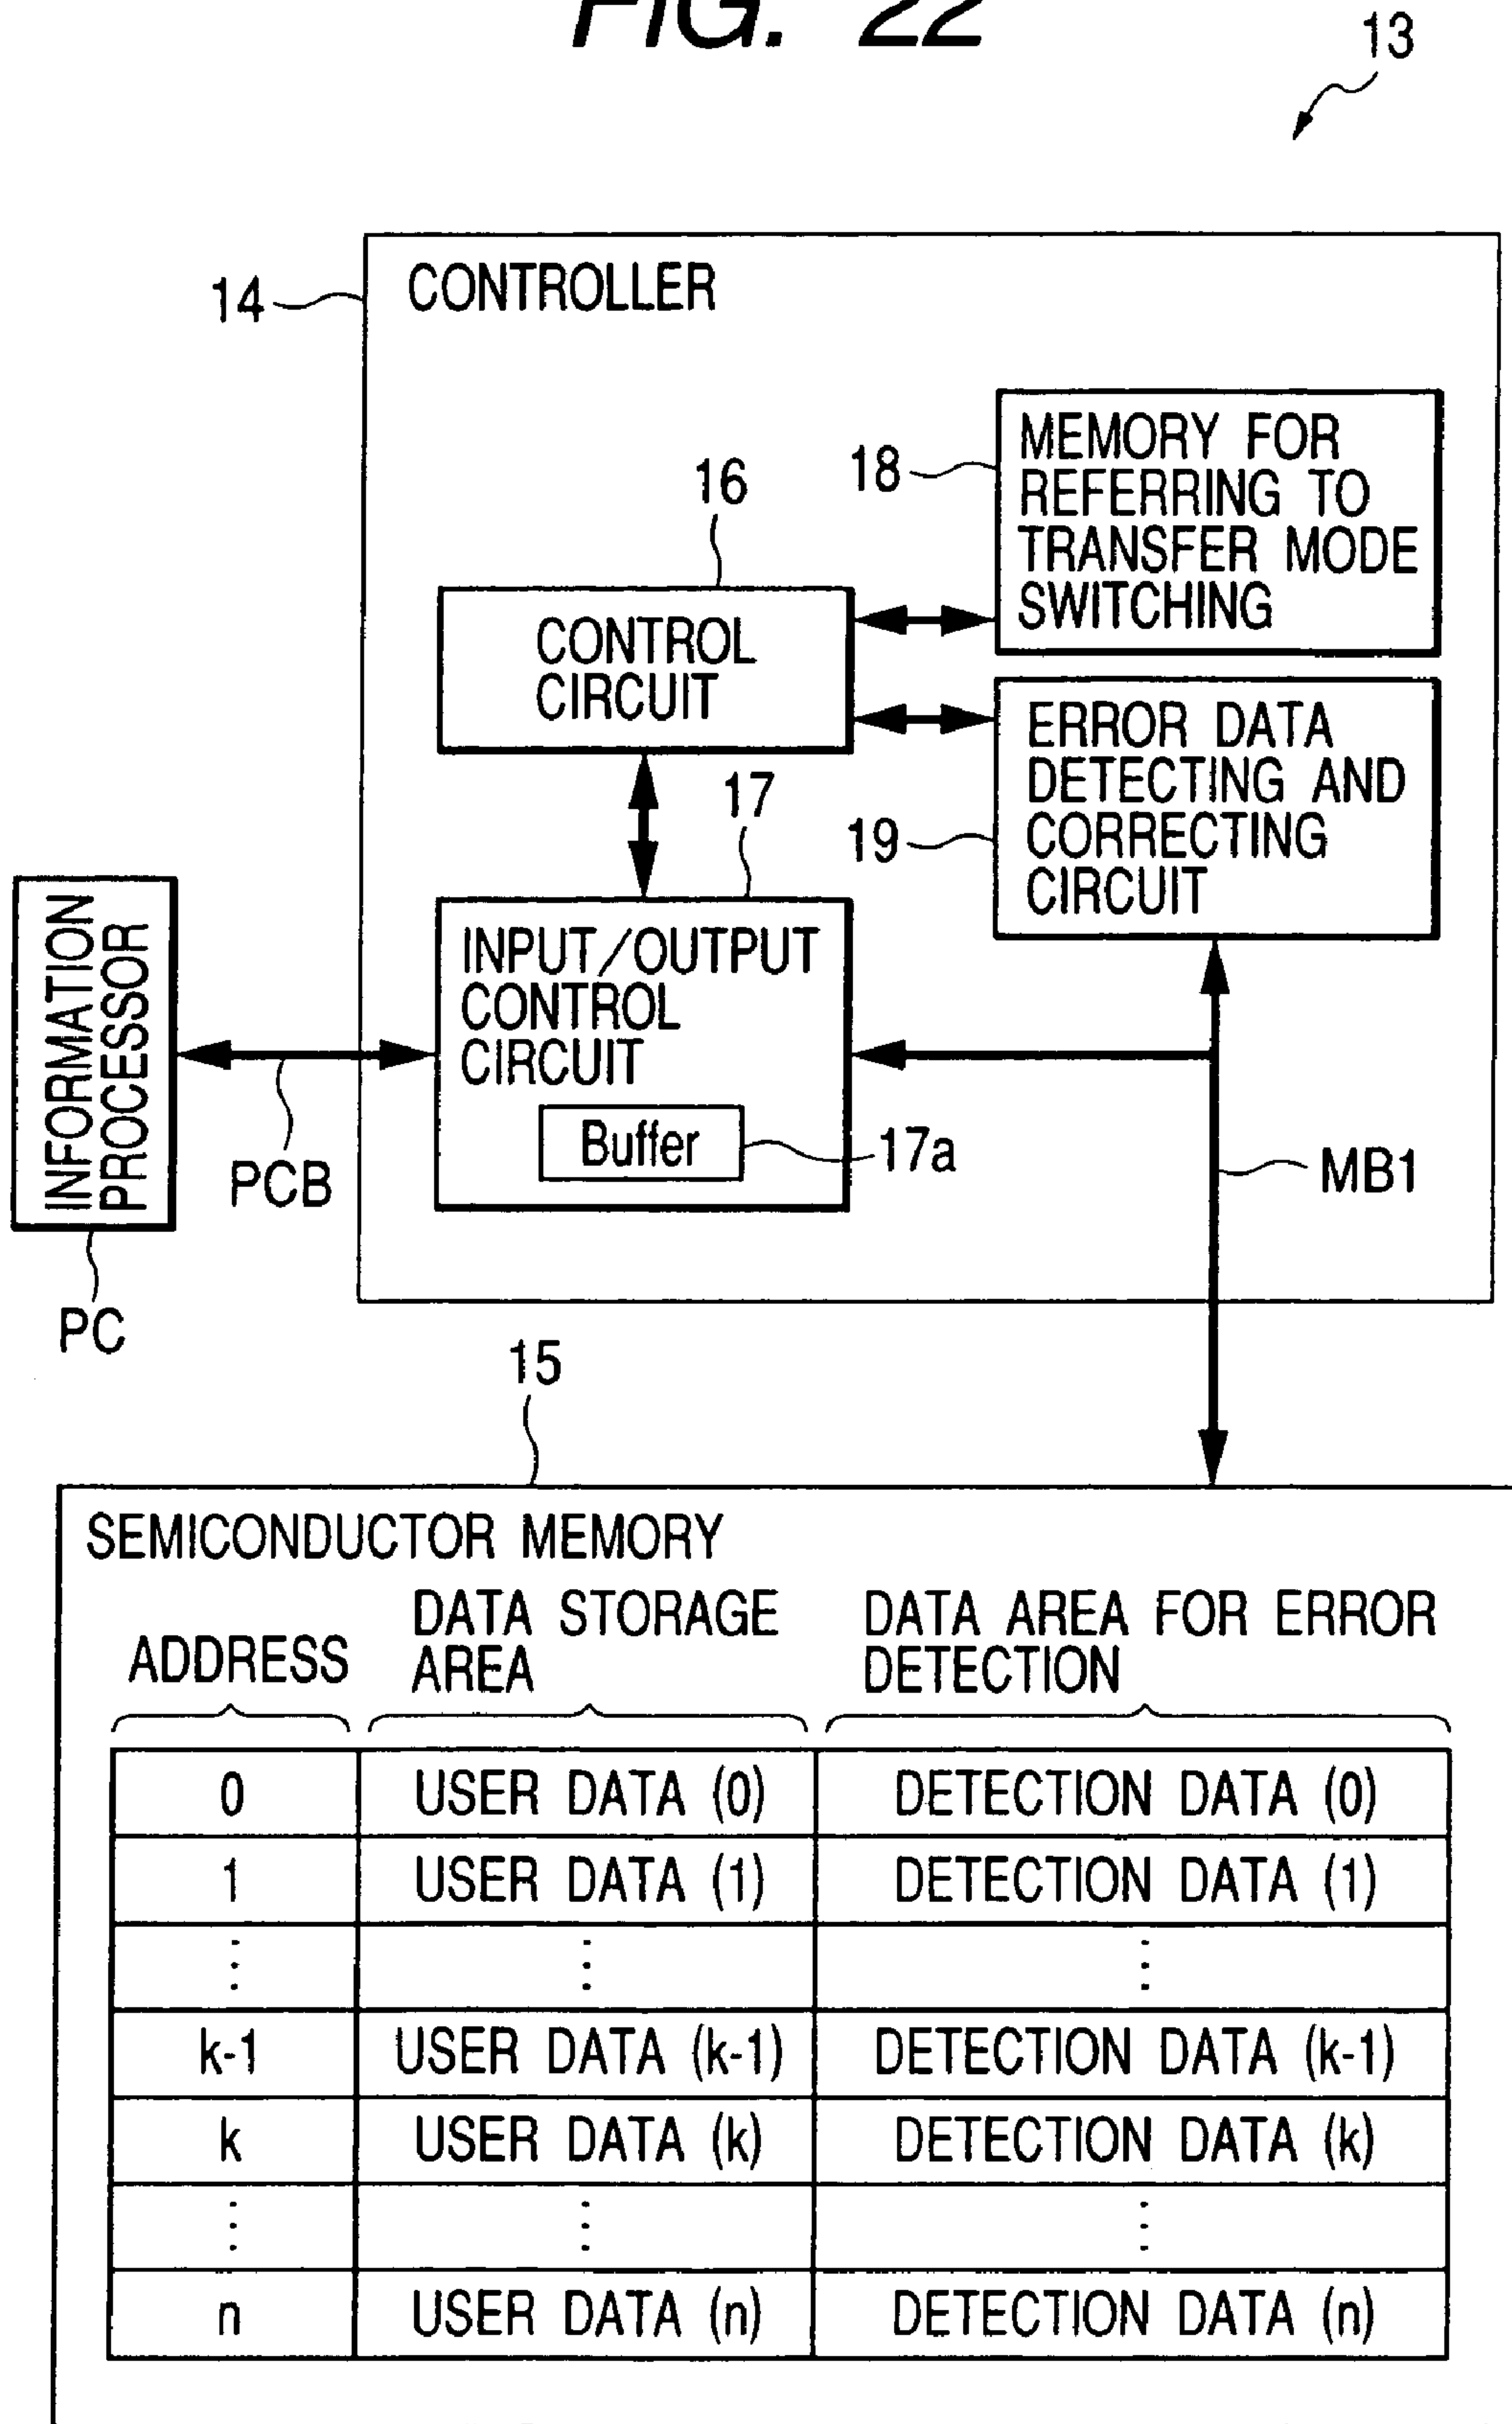 FIG. 22
13
14
CONTROLLER
16
18
MEMORY FOR
REFERRING TO
TRANSFER MODE
SWITCHING
CONTROL
CIRCUIT
17
19
ERROR DATA
DETECTING AND
CORRECTING
CIRCUIT
INFORMATION
PROCESSOR
INPUT/OUTPUT
CONTROL
CIRCUIT
Buffer
17a
PCB
MB1
PC
15
SEMICONDUCTOR MEMORY
ADDRESS
DATA STORAGE
AREA
DATA AREA FOR ERROR
DETECTION
0 USER DATA (0) DETECTION DATA (0)
1 USER DATA (1) DETECTION DATA (1)
⋮ ⋮ ⋮
k-1 USER DATA (k-1) DETECTION DATA (k-1)
k USER DATA (k) DETECTION DATA (k)
⋮ ⋮ ⋮
n USER DATA (n) DETECTION DATA (n)